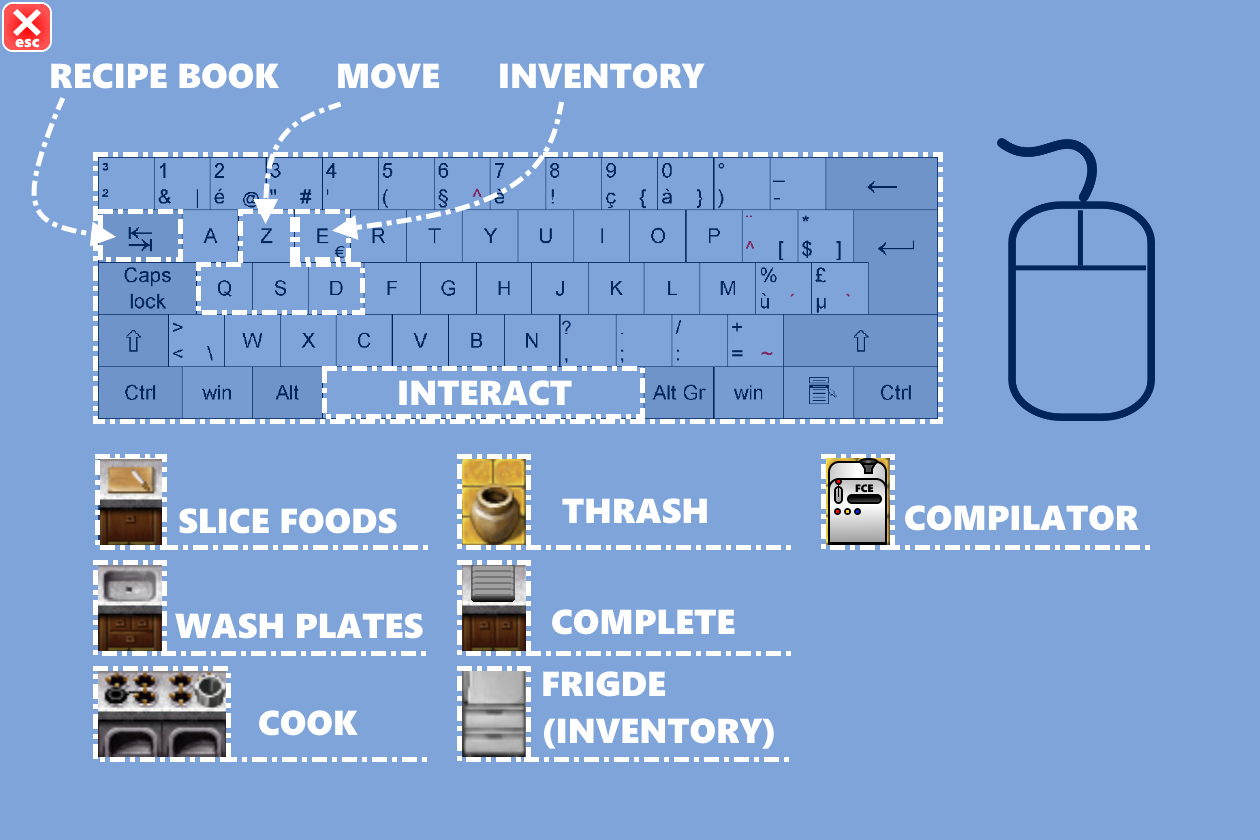 esc
RECIPE BOOK MOVE INVENTORY
³ 1 2 3 4 5 6 7 8 9 0 ° _ ←
² & | é @ " # ' ( § ^ è ! ç { à } ) -
A Z E € R T Y U I O P ¨ ^ [ * $ ]
Caps lock Q S D F G H J K L M % ù ´ £ µ `
⇧ > < \ W X C V B N ? , . ; / : + = ~ ⇧
Ctrl win Alt INTERACT Alt Gr win Ctrl
SLICE FOODS
THRASH
FCE
COMPILATOR
WASH PLATES
COMPLETE
COOK
FRIGDE
(INVENTORY)